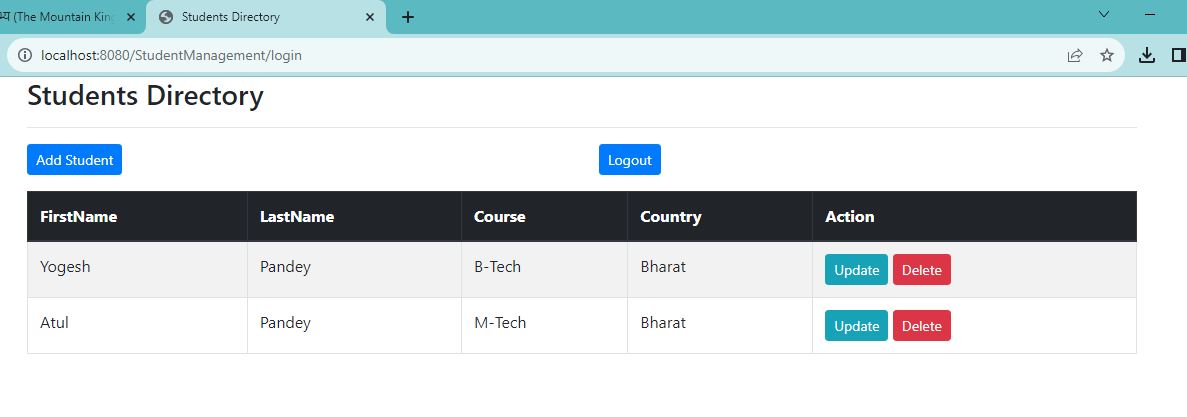 (The Mountain
Students Directory
localhost:8080/StudentManagement/login
Students Directory
Add Student Logout
FirstName LastName Course Country Action
Yogesh Pandey B-Tech Bharat Update Delete
Atul Pandey M-Tech Bharat Update Delete